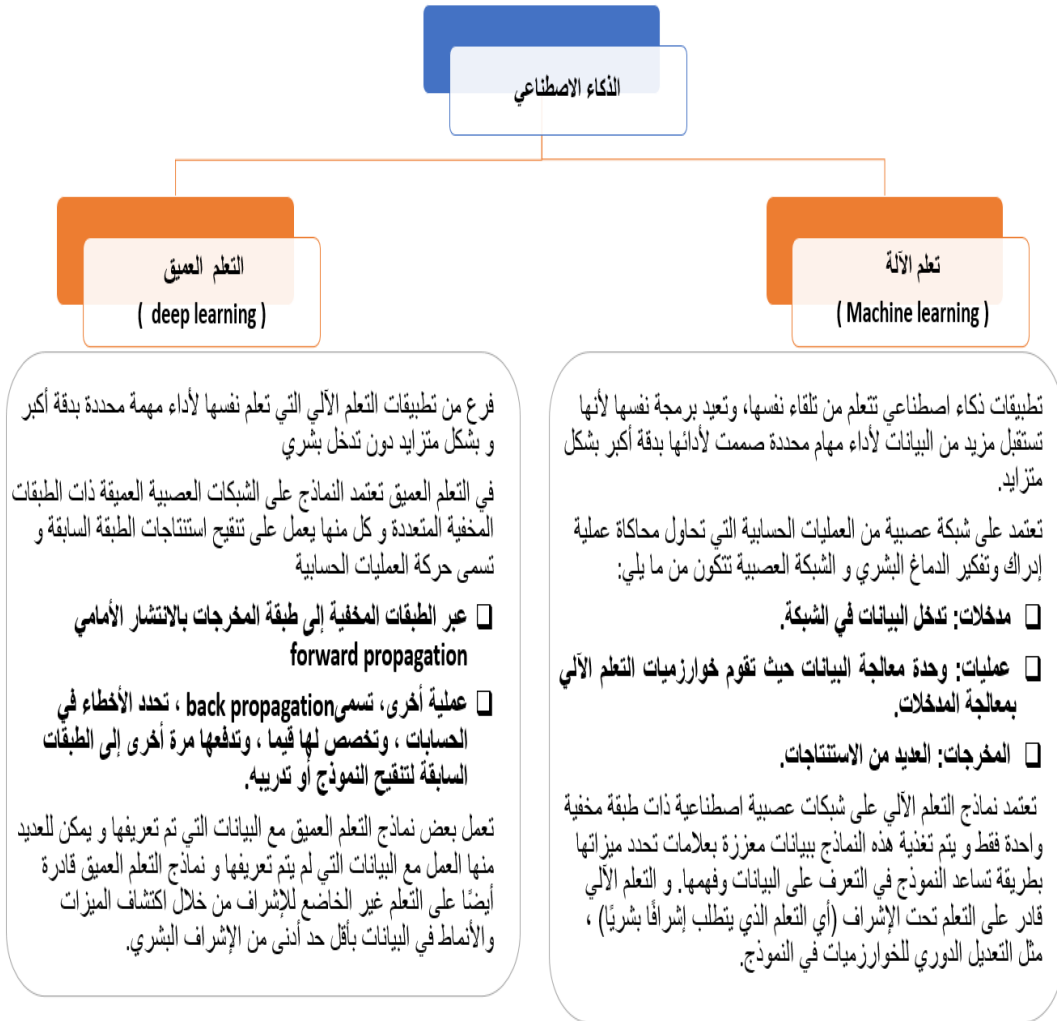 الذكاء الاصطناعي
تعلم الآلة
( Machine learning )
تطبيقات ذكاء اصطناعي تتعلم من تلقاء نفسها، وتعيد برمجة نفسها لأنها
تستقبل مزيد من البيانات لأداء مهام محددة صممت لأدائها بدقة أكبر بشكل
متزايد.
تعتمد على شبكة عصبية من العمليات الحسابية التي تحاول محاكاة عملية
إدراك وتفكير الدماغ البشري و الشبكة العصبية تتكون من ما يلي:
❑ مدخلات: تدخل البيانات في الشبكة.
❑ عمليات: وحدة معالجة البيانات حيث تقوم خوارزميات التعلم الآلي
بمعالجة المدخلات.
❑ المخرجات: العديد من الاستنتاجات.
تعتمد نماذج التعلم الآلي على شبكات عصبية اصطناعية ذات طبقة مخفية
واحدة فقط و يتم تغذية هذه النماذج ببيانات معززة بعلامات تحدد ميزاتها
بطريقة تساعد النموذج في التعرف على البيانات وفهمها. و التعلم الآلي
قادر على التعلم تحت الإشراف (أي التعلم الذي يتطلب إشرافًا بشريًا) ،
مثل التعديل الدوري للخوارزميات في النموذج.
التعلم العميق
( deep learning )
فرع من تطبيقات التعلم الآلي التي تعلم نفسها لأداء مهمة محددة بدقة أكبر
و بشكل متزايد دون تدخل بشري
في التعلم العميق تعتمد النماذج على الشبكات العصبية العميقة ذات الطبقات
المخفية المتعددة و كل منها يعمل على تنقيح استنتاجات الطبقة السابقة و
تسمى حركة العمليات الحسابية
❑ عبر الطبقات المخفية إلى طبقة المخرجات بالانتشار الأمامي
forward propagation
❑ عملية أخرى، تسمىback propagation ، تحدد الأخطاء في
الحسابات ، وتخصص لها قيما ، وتدفعها مرة أخرى إلى الطبقات
السابقة لتنقيح النموذج أو تدريبه.
تعمل بعض نماذج التعلم العميق مع البيانات التي تم تعريفها و يمكن للعديد
منها العمل مع البيانات التي لم يتم تعريفها و نماذج التعلم العميق قادرة
أيضًا على التعلم غير الخاضع للإشراف من خلال اكتشاف الميزات
والأنماط في البيانات بأقل حد أدنى من الإشراف البشري.